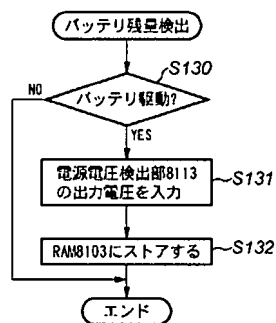 バッテリ残量検出
S130
NO
バッテリ駆動?
YES
電源電圧検出部8113
の出力電圧を入力
S131
RAM8103にストアする
S132
エンド